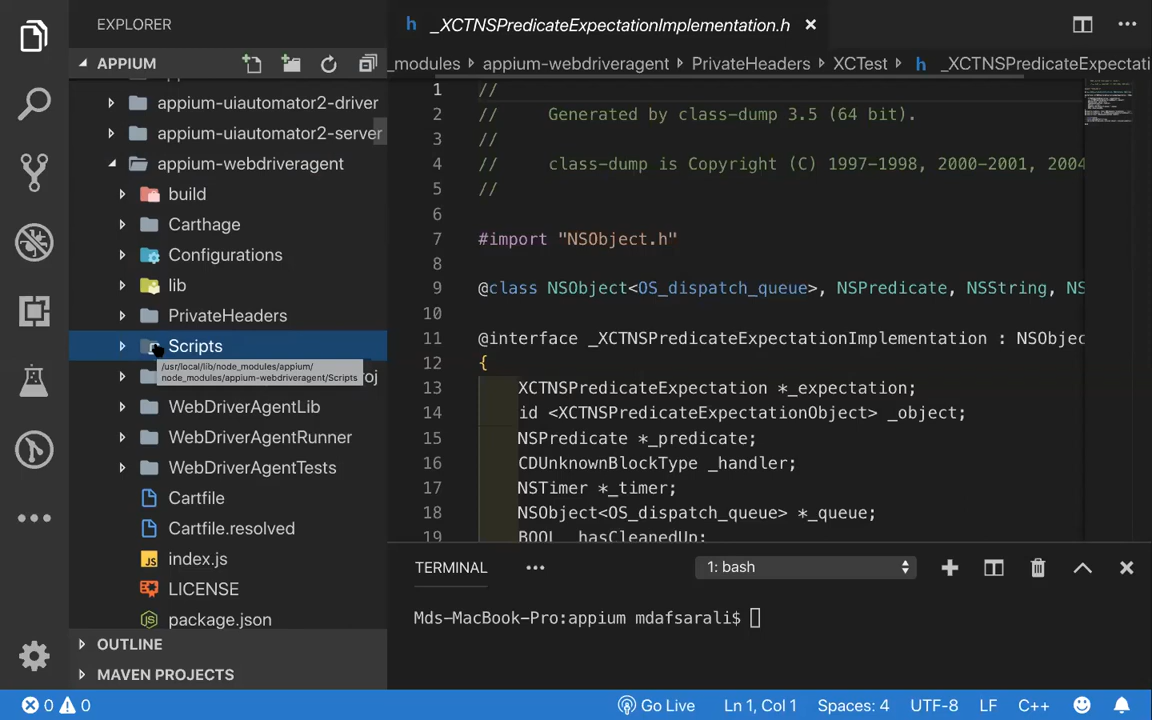 EXPLORER
APPIUM
appium-uiautomator2-driver
appium-uiautomator2-server
appium-webdriveragent
build
Carthage
Configurations
lib
PrivateHeaders
Scripts
/usr/local/lib/node_modules/appium/
node_modules/appium-webdriveragent/Scripts
oj
WebDriverAgentLib
WebDriverAgentRunner
WebDriverAgentTests
Cartfile
Cartfile.resolved
JS index.js
LICENSE
package.json
OUTLINE
MAVEN PROJECTS
h _XCTNSPredicateExpectationImplementation.h
_modules > appium-webdriveragent > PrivateHeaders > XCTest > h _XCTNSPredicateExpectati
1 //
2 // Generated by class-dump 3.5 (64 bit).
3 //
4 // class-dump is Copyright (C) 1997-1998, 2000-2001, 2004
5 //
6
7 #import "NSObject.h"
8
9 @class NSObject<OS_dispatch_queue>, NSPredicate, NSString, NS
10
11 @interface _XCTNSPredicateExpectationImplementation : NSObjec
12 {
13 XCTNSPredicateExpectation *_expectation;
14 id <XCTNSPredicateExpectationObject> _object;
15 NSPredicate *_predicate;
16 CDUnknownBlockType _handler;
17 NSTimer *_timer;
18 NSObject<OS_dispatch_queue> *_queue;
19 BOOL _hasCleanedUp;
TERMINAL
1: bash
Mds-MacBook-Pro:appium mdafsarali$
0 0
Go Live
Ln 1, Col 1
Spaces: 4
UTF-8
LF
C++